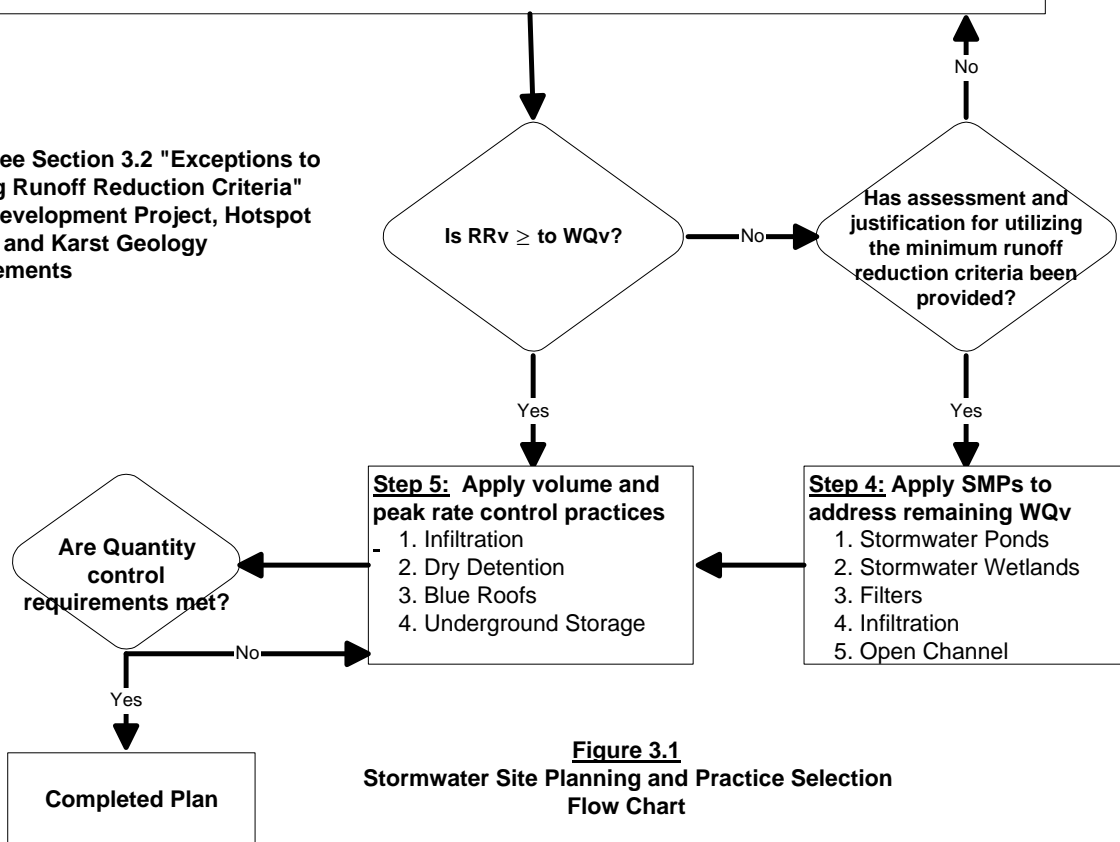 No
ee Section 3.2 "Exceptions to
g Runoff Reduction Criteria"
evelopment Project, Hotspot
and Karst Geology
ements
Is RRv ≥ to WQv?
No
Has assessment and
justification for utilizing
the minimum runoff
reduction criteria been
provided?
Yes
Yes
Are Quantity
control
requirements met?
Step 5: Apply volume and
peak rate control practices
1. Infiltration
2. Dry Detention
3. Blue Roofs
4. Underground Storage
Step 4: Apply SMPs to
address remaining WQv
1. Stormwater Ponds
2. Stormwater Wetlands
3. Filters
4. Infiltration
5. Open Channel
No
Yes
Completed Plan
Figure 3.1
Stormwater Site Planning and Practice Selection
Flow Chart